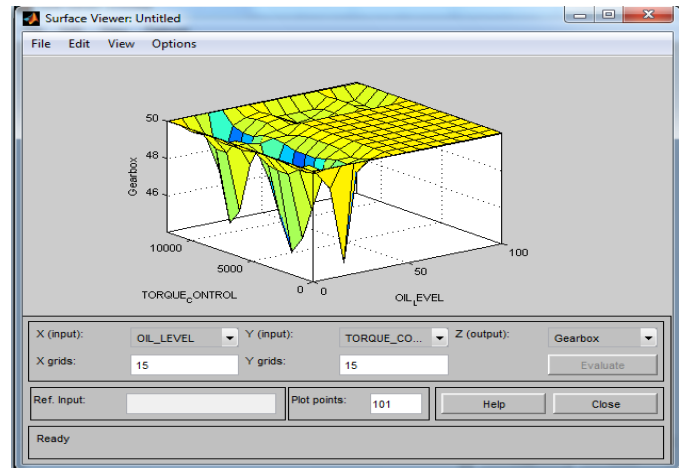 Surface Viewer: Untitled
File Edit View Options
50
48
46
Gearbox
10000
5000
0
TORQUE_CONTROL
0
50
100
OIL_LEVEL
X (input): OIL_LEVEL Y (input): TORQUE_CO... Z (output): Gearbox
X grids: 15 Y grids: 15 Evaluate
Ref. Input: Plot points: 101 Help Close
Ready